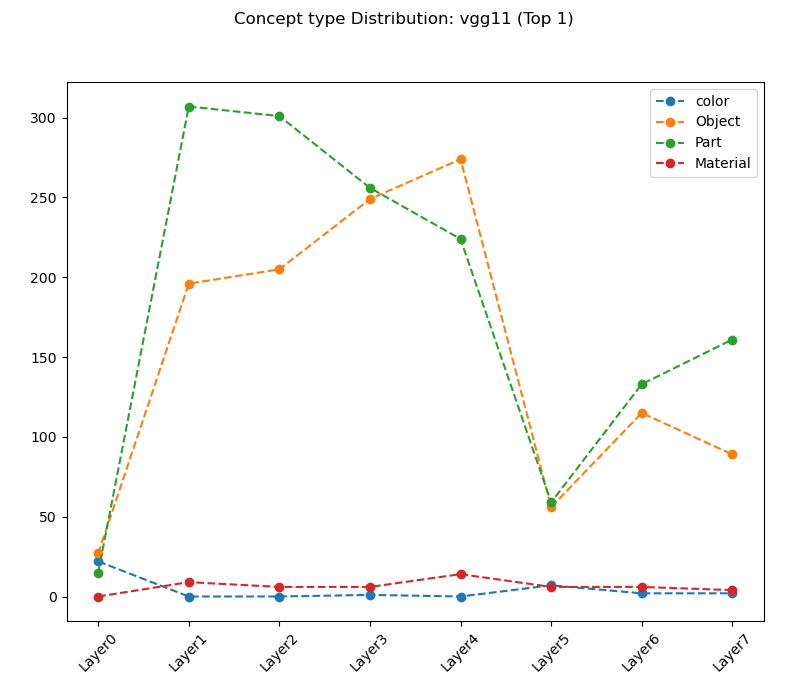 Concept type Distribution: vgg11 (Top 1)
color
Object
Part
Material
300
250
200
150
100
50
0
Layer0
Layer1
Layer2
Layer3
Layer4
Layer5
Layer6
Layer7